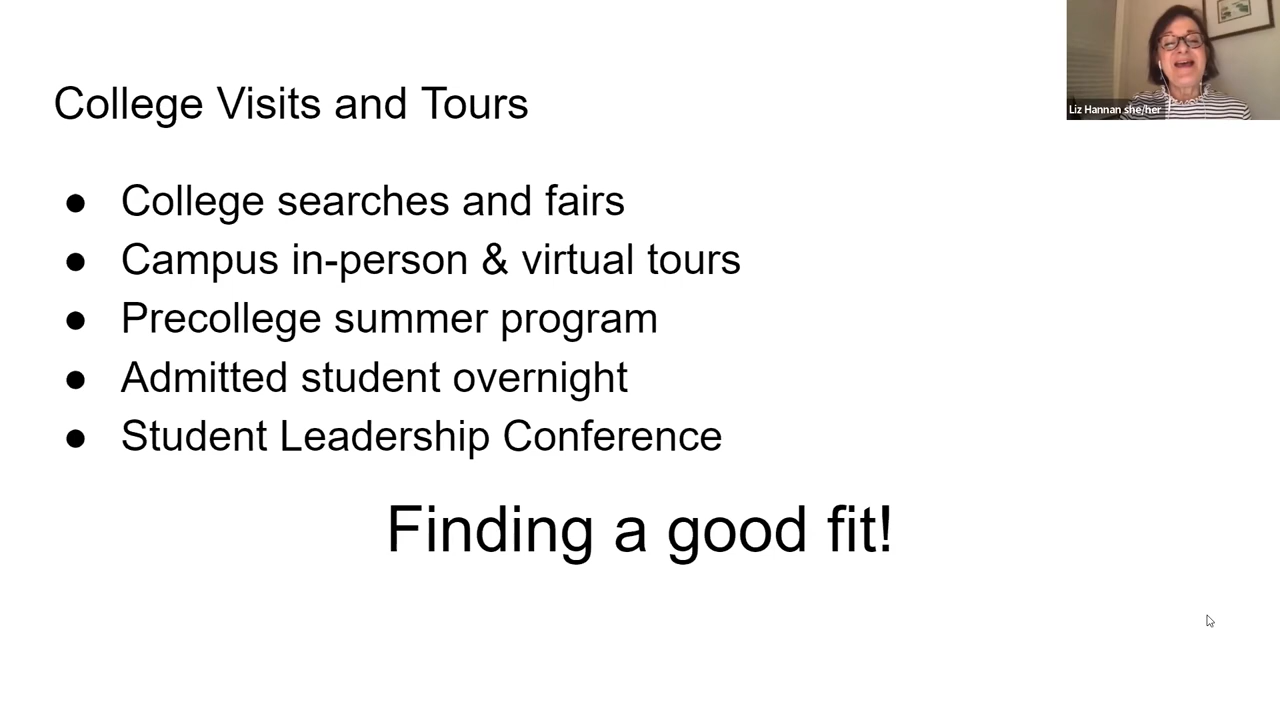 College Visits and Tours
Liz Hannan she/her
● College searches and fairs
● Campus in-person & virtual tours
● Precollege summer program
● Admitted student overnight
● Student Leadership Conference
Finding a good fit!